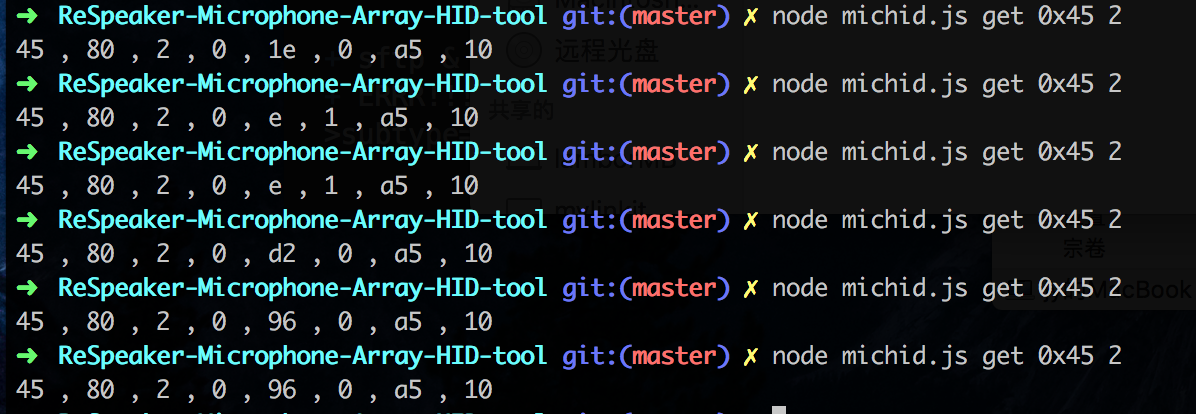 ➜ ReSpeaker-Microphone-Array-HID-tool git:(master) ✗ node michid.js get 0x45 2
45 , 80 , 2 , 0 , 1e , 0 , a5 , 10
远程光盘
➜ ReSpeaker-Microphone-Array-HID-tool git:(master) ✗ node michid.js get 0x45 2
共享的
45 , 80 , 2 , 0 , e , 1 , a5 , 10
➜ ReSpeaker-Microphone-Array-HID-tool git:(master) ✗ node michid.js get 0x45 2
45 , 80 , 2 , 0 , e , 1 , a5 , 10
➜ ReSpeaker-Microphone-Array-HID-tool git:(master) ✗ node michid.js get 0x45 2
45 , 80 , 2 , 0 , d2 , 0 , a5 , 10
➜ ReSpeaker-Microphone-Array-HID-tool git:(master) ✗ node michid.js get 0x45 2
45 , 80 , 2 , 0 , 96 , 0 , a5 , 10
➜ ReSpeaker-Microphone-Array-HID-tool git:(master) ✗ node michid.js get 0x45 2
45 , 80 , 2 , 0 , 96 , 0 , a5 , 10